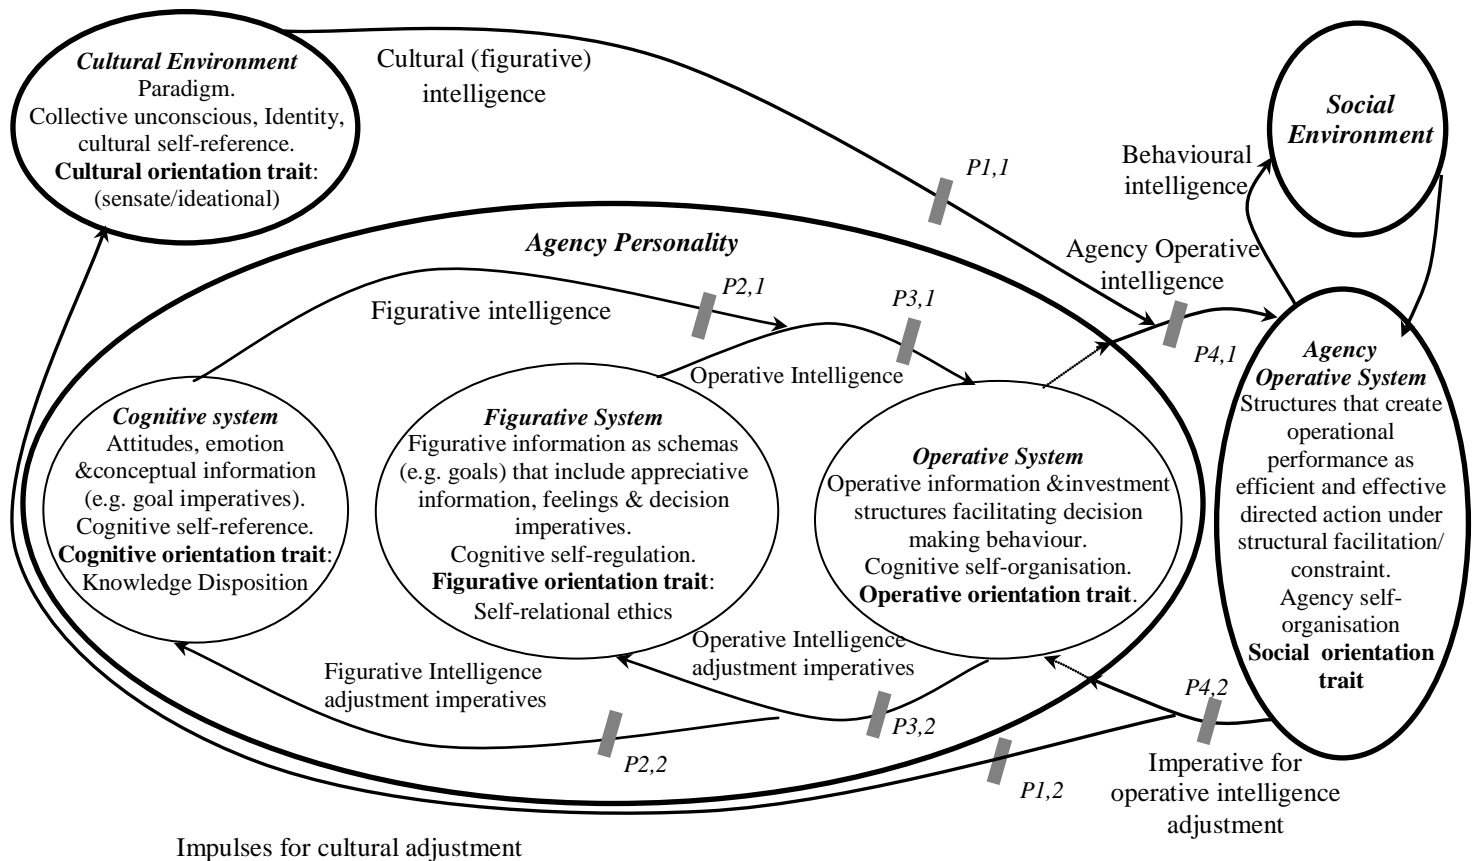 Cultural Environment
Paradigm.
Collective unconscious, Identity,
cultural self-reference.
Cultural orientation trait:
(sensate/ideational)
Cultural (figurative)
intelligence
P1,1
Social
Environment
Behavioural
intelligence
Agency Personality
Agency Operative
intelligence
P2,1
P3,1
P4,1
Figurative intelligence
Operative Intelligence
Cognitive system
Attitudes, emotion
&conceptual information
(e.g. goal imperatives).
Cognitive self-reference.
Cognitive orientation trait:
Knowledge Disposition
Figurative System
Figurative information as schemas
(e.g. goals) that include appreciative
information, feelings & decision
imperatives.
Cognitive self-regulation.
Figurative orientation trait:
Self-relational ethics
Operative System
Operative information &investment
structures facilitating decision
making behaviour.
Cognitive self-organisation.
Operative orientation trait.
Agency
Operative System
Structures that create
operational
performance as
efficient and effective
directed action under
structural facilitation/
constraint.
Agency self-
organisation
Social orientation
trait
Figurative Intelligence
adjustment imperatives
Operative Intelligence
adjustment imperatives
P2,2
P3,2
P4,2
P1,2
Imperative for
operative intelligence
adjustment
Impulses for cultural adjustment